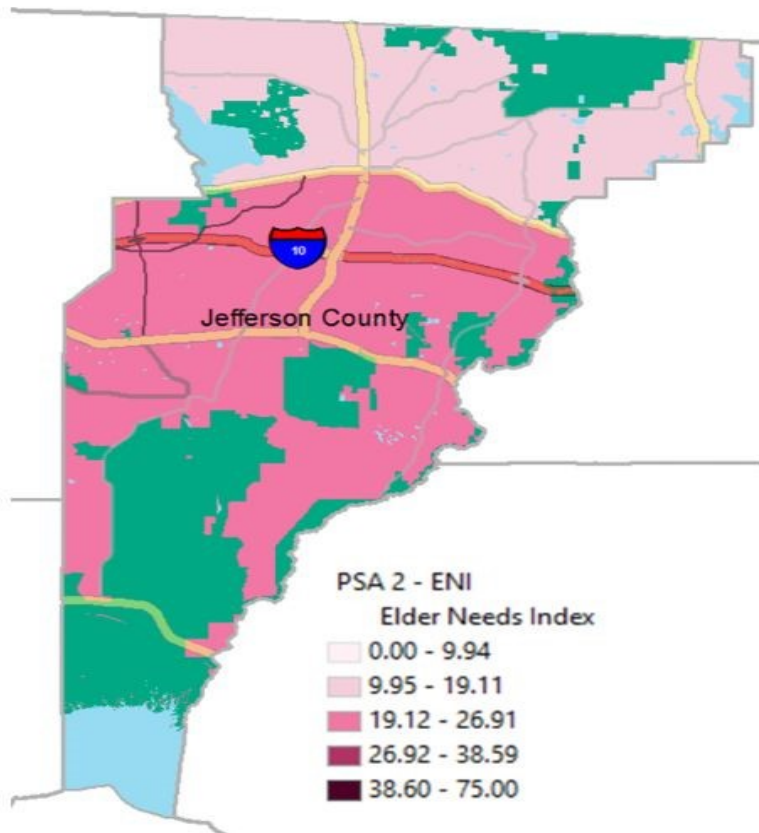 10
Jefferson County
PSA 2 - ENI
Elder Needs Index
0.00 - 9.94
9.95 - 19.11
19.12 - 26.91
26.92 - 38.59
38.60 - 75.00